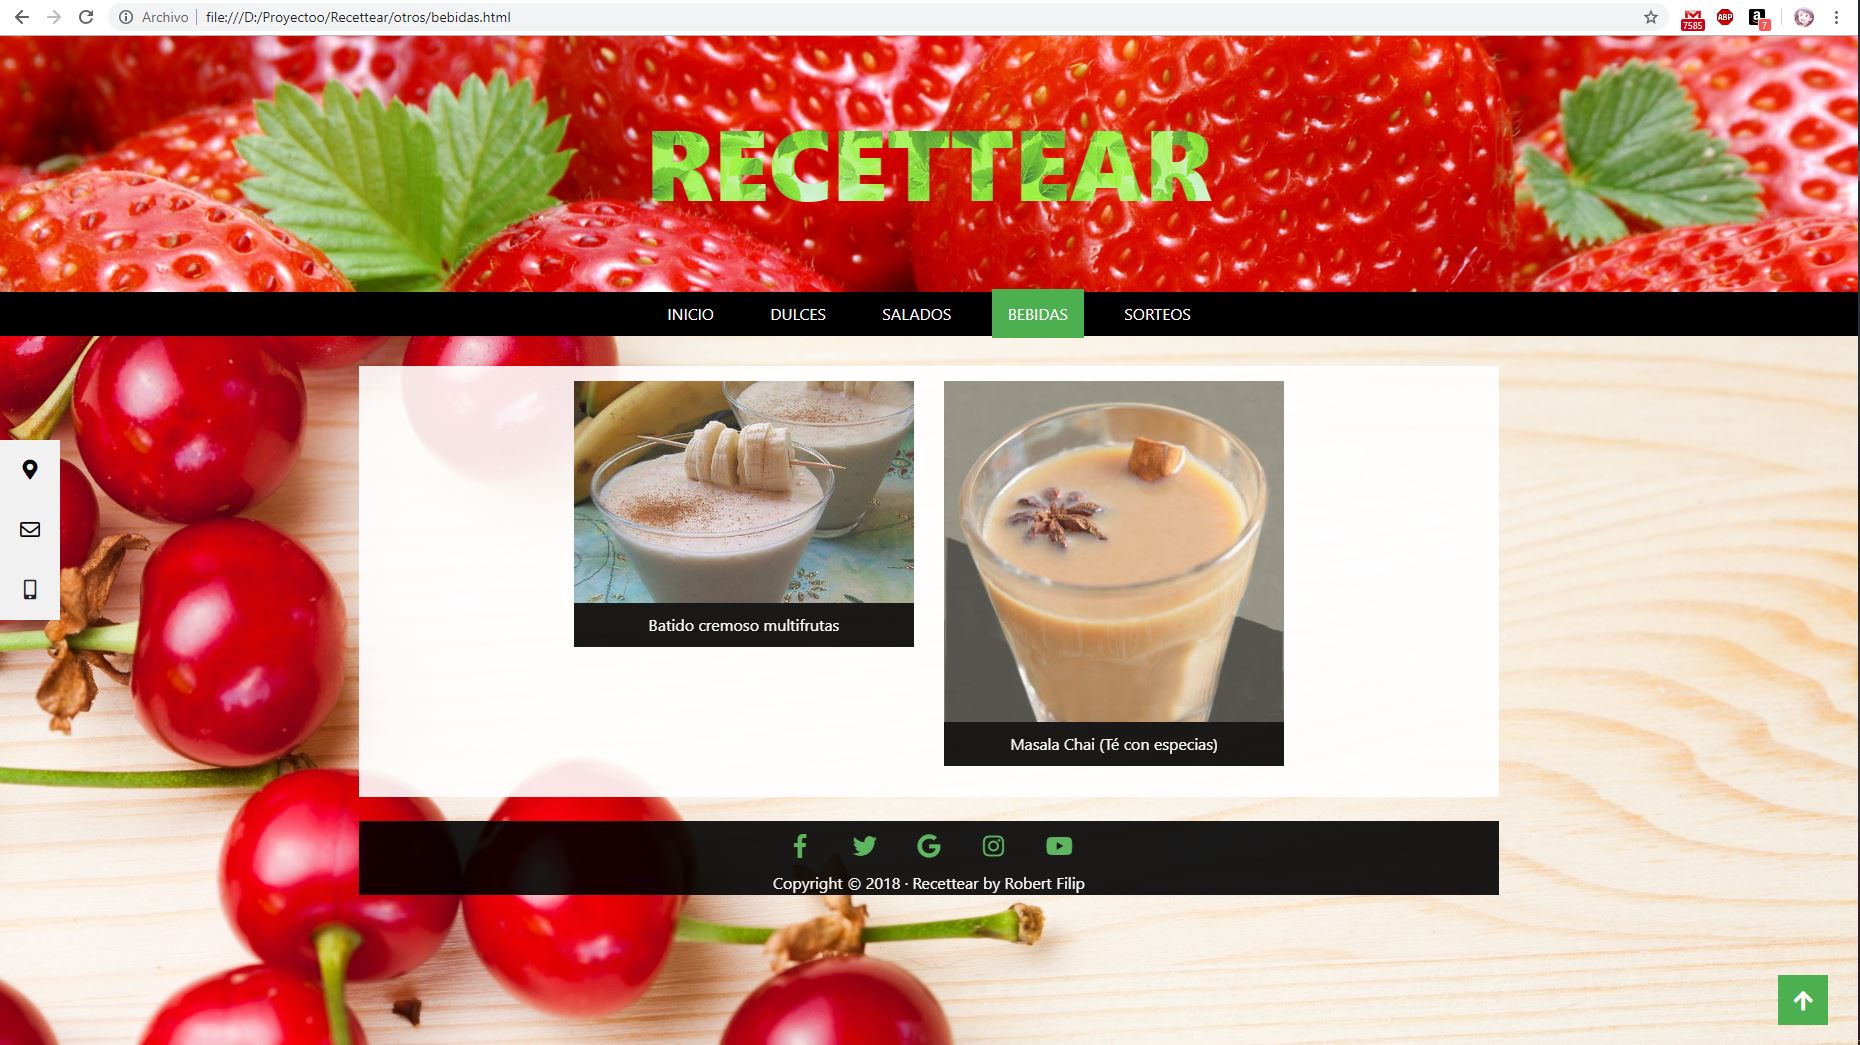 Archivo file:///D:/Proyectoo/Recettear/otros/bebidas.html
7585 ABP a 7
RECETTEAR
INICIO DULCES SALADOS BEBIDAS SORTEOS
Batido cremoso multifrutas
Masala Chai (Té con especias)
Copyright © 2018 · Recettear by Robert Filip